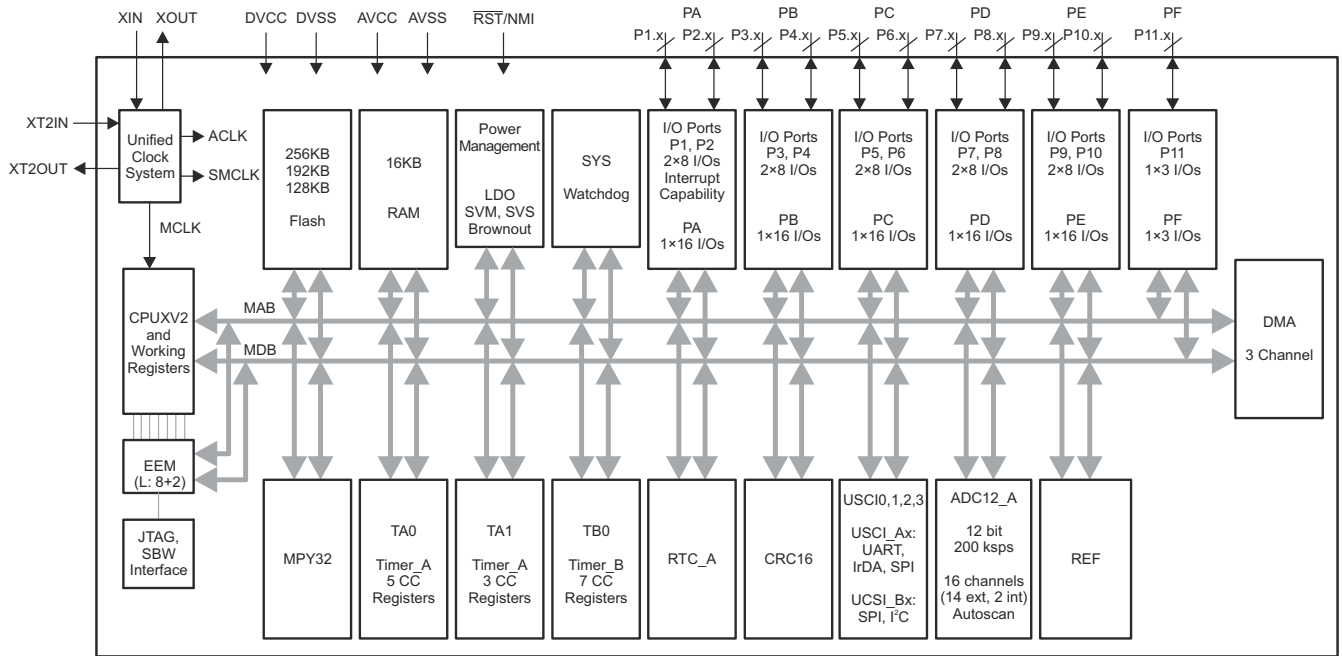 XIN XOUT DVCC DVSS AVCC AVSS RST/NMI PA PB PC PD PE PF
P1.x P2.x P3.x P4.x P5.x P6.x P7.x P8.x P9.x P10.x P11.x
XT2IN
XT2OUT
Unified
Clock
System
ACLK
SMCLK
MCLK
256KB
192KB
128KB
Flash
16KB
RAM
Power
Management
LDO
SVM, SVS
Brownout
SYS
Watchdog
I/O Ports
P1, P2
2×8 I/Os
Interrupt
Capability
PA
1×16 I/Os
I/O Ports
P3, P4
2×8 I/Os
PB
1×16 I/Os
I/O Ports
P5, P6
2×8 I/Os
PC
1×16 I/Os
I/O Ports
P7, P8
2×8 I/Os
PD
1×16 I/Os
I/O Ports
P9, P10
2×8 I/Os
PE
1×16 I/Os
I/O Ports
P11
1×3 I/Os
PF
1×3 I/Os
CPUXV2
and
Working
Registers
MAB
MDB
DMA
3 Channel
EEM
(L: 8+2)
JTAG,
SBW
Interface
MPY32
TA0
Timer_A
5 CC
Registers
TA1
Timer_A
3 CC
Registers
TB0
Timer_B
7 CC
Registers
RTC_A
CRC16
USCI0,1,2,3
USCI_Ax:
UART,
IrDA, SPI
UCSI_Bx:
SPI, I²C
ADC12_A
12 bit
200 ksps
16 channels
(14 ext, 2 int)
Autoscan
REF